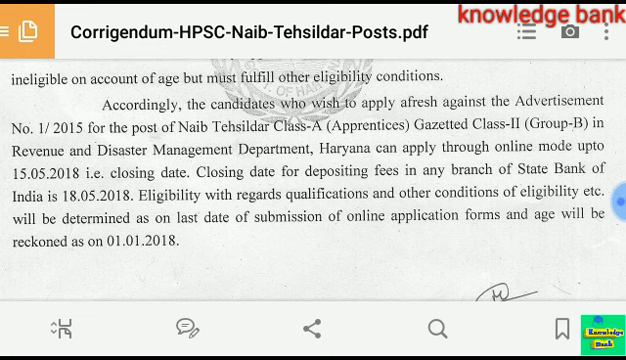 knowledge bank
Corrigendum-HPSC-Naib-Tehsildar-Posts.pdf
ineligible on account of age but must fulfill other eligibility conditions.
Accordingly, the candidates who wish to apply afresh against the Advertisement
No. 1/ 2015 for the post of Naib Tehsildar Class-A (Apprentices) Gazetted Class-II (Group-B) in
Revenue and Disaster Management Department, Haryana can apply through online mode upto
15.05.2018 i.e. closing date. Closing date for depositing fees in any branch of State Bank of
India is 18.05.2018. Eligibility with regards qualifications and other conditions of eligibility etc.
will be determined as on last date of submission of online application forms and age will be
reckoned as on 01.01.2018.
Knowledge
Bank